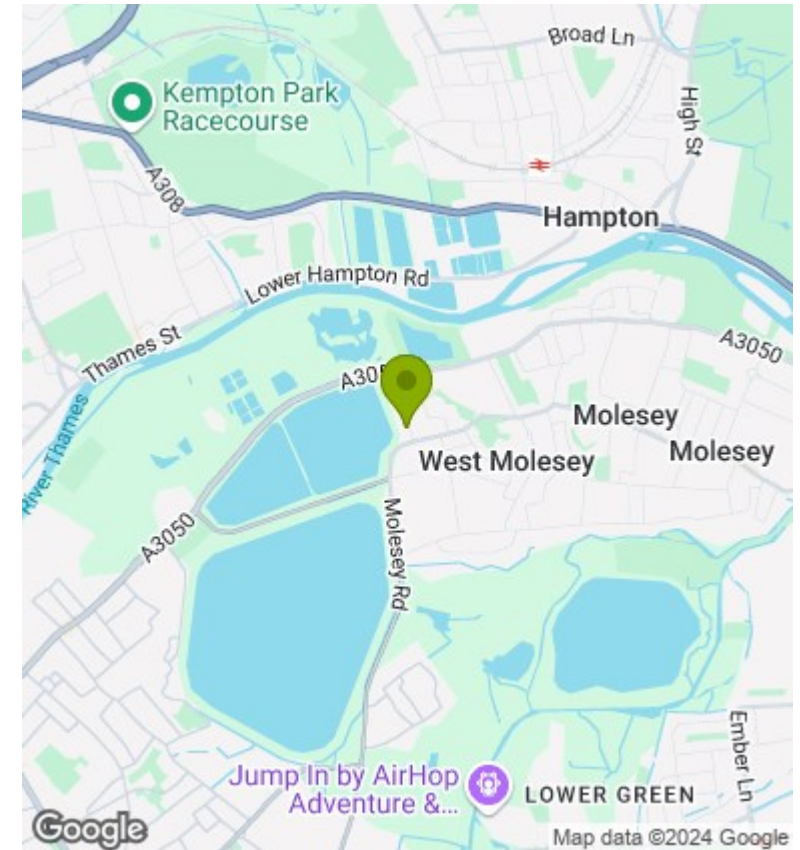 Broad Ln
Kempton Park
Racecourse
High St
A308
Hampton
Lower Hampton Rd
Thames St
A3050
A305
River Thames
Molesey
Molesey
West Molesey
A3050
Molesey Rd
Ember Ln
Jump In by AirHop
Adventure &...
LOWER GREEN
Google
Map data ©2024 Google